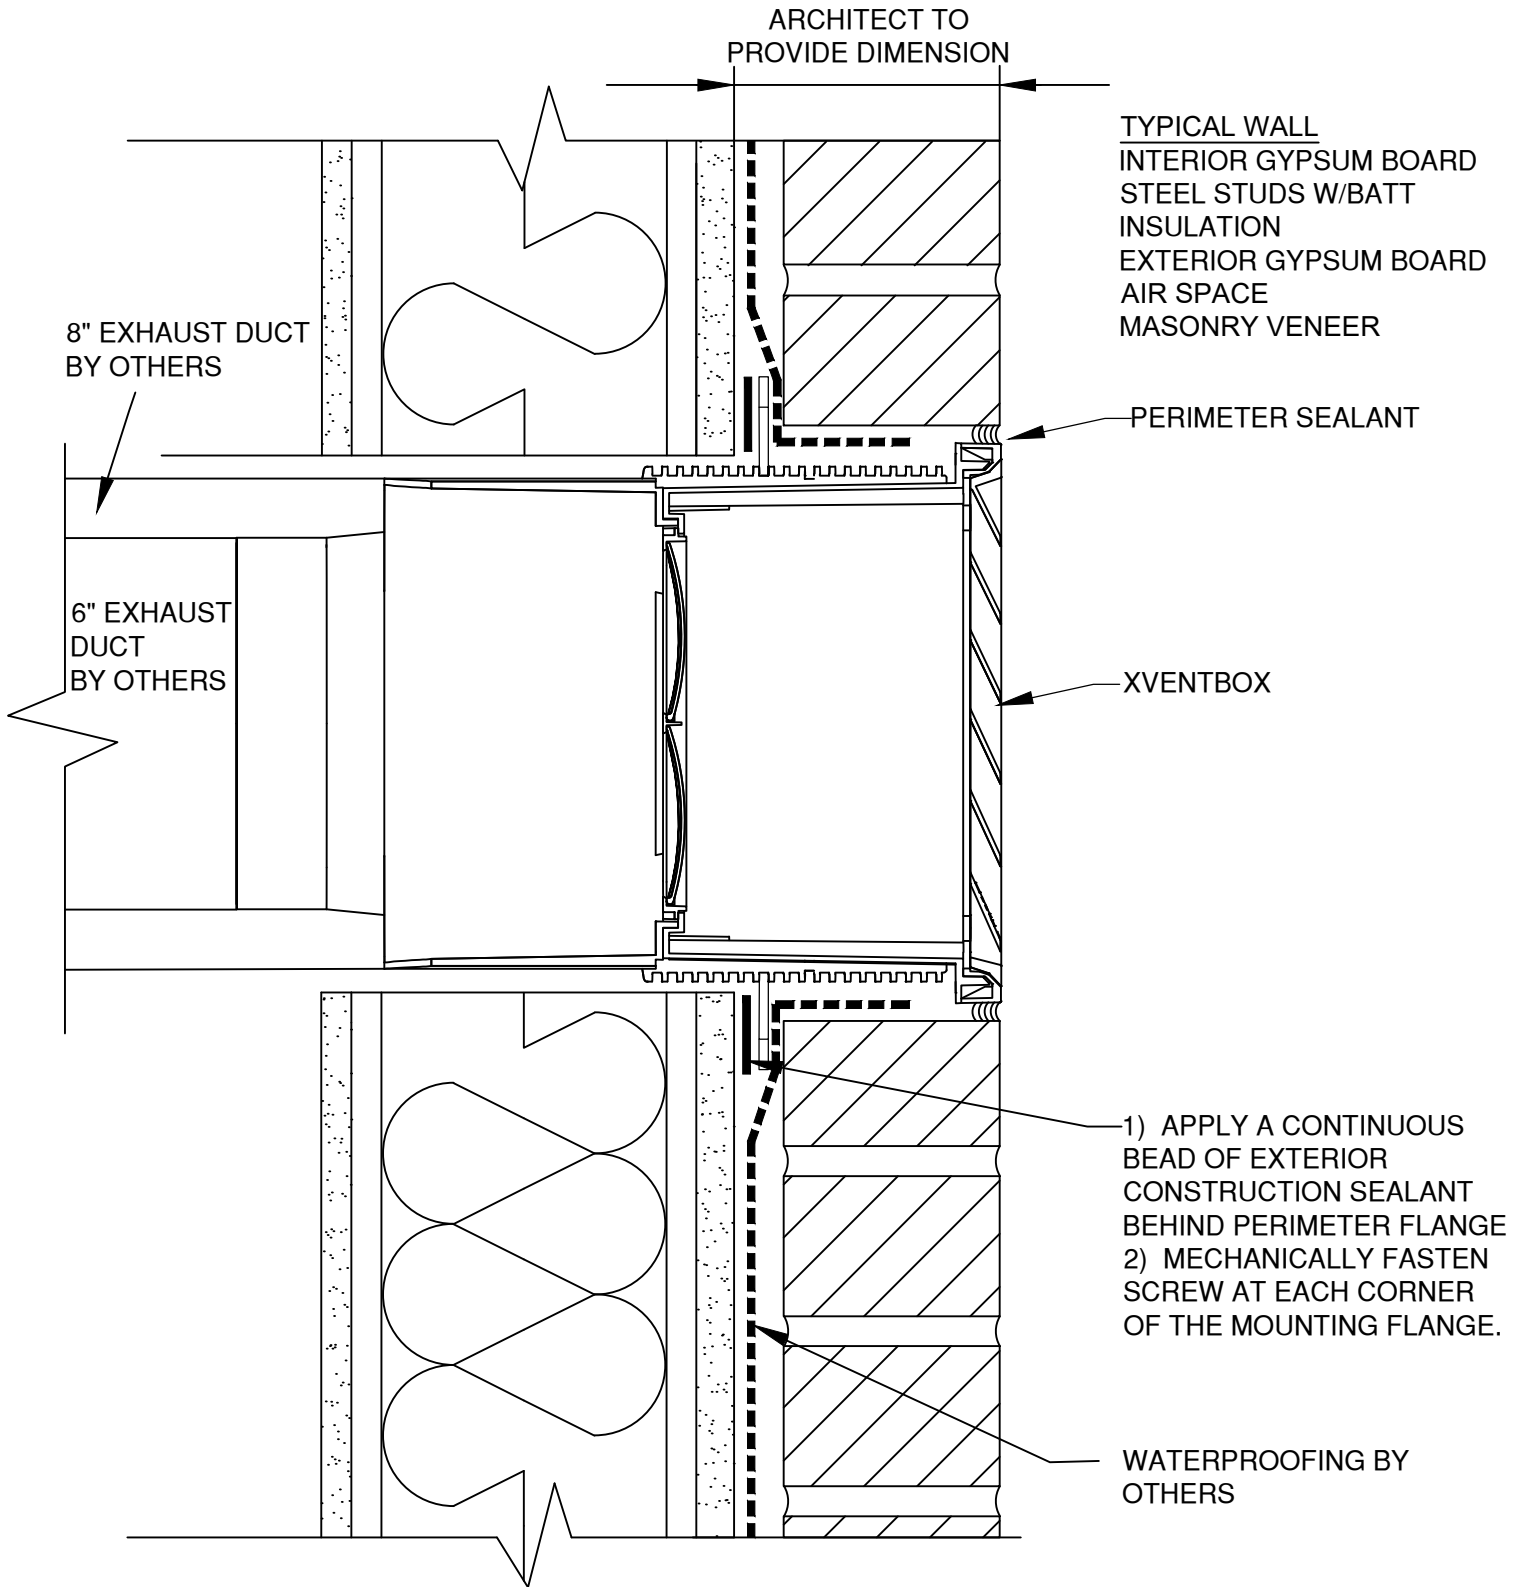 ARCHITECT TO
PROVIDE DIMENSION
TYPICAL WALL
INTERIOR GYPSUM BOARD
STEEL STUDS W/BATT
INSULATION
EXTERIOR GYPSUM BOARD
AIR SPACE
MASONRY VENEER
8" EXHAUST DUCT
BY OTHERS
PERIMETER SEALANT
6" EXHAUST
DUCT
BY OTHERS
XVENTBOX
1) APPLY A CONTINUOUS
BEAD OF EXTERIOR
CONSTRUCTION SEALANT
BEHIND PERIMETER FLANGE
2) MECHANICALLY FASTEN
SCREW AT EACH CORNER
OF THE MOUNTING FLANGE.
WATERPROOFING BY
OTHERS